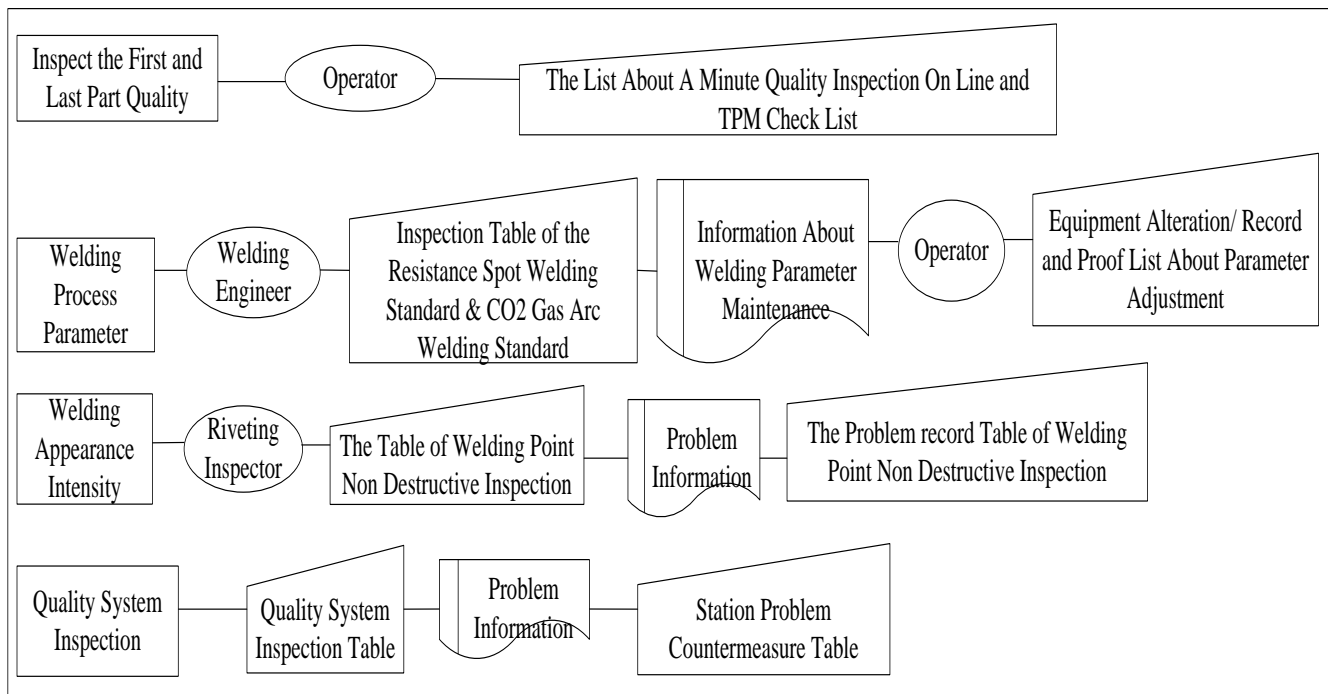 Inspect the First and
Last Part Quality
Operator
The List About A Minute Quality Inspection On Line and
TPM Check List
Welding
Process
Parameter
Welding
Engineer
Inspection Table of the
Resistance Spot Welding
Standard & CO2 Gas Arc
Welding Standard
Information About
Welding Parameter
Maintenance
Operator
Equipment Alteration/ Record
and Proof List About Parameter
Adjustment
Welding
Appearance
Intensity
Riveting
Inspector
The Table of Welding Point
Non Destructive Inspection
Problem
Information
The Problem record Table of Welding
Point Non Destructive Inspection
Quality System
Inspection
Quality System
Inspection Table
Problem
Information
Station Problem
Countermeasure Table